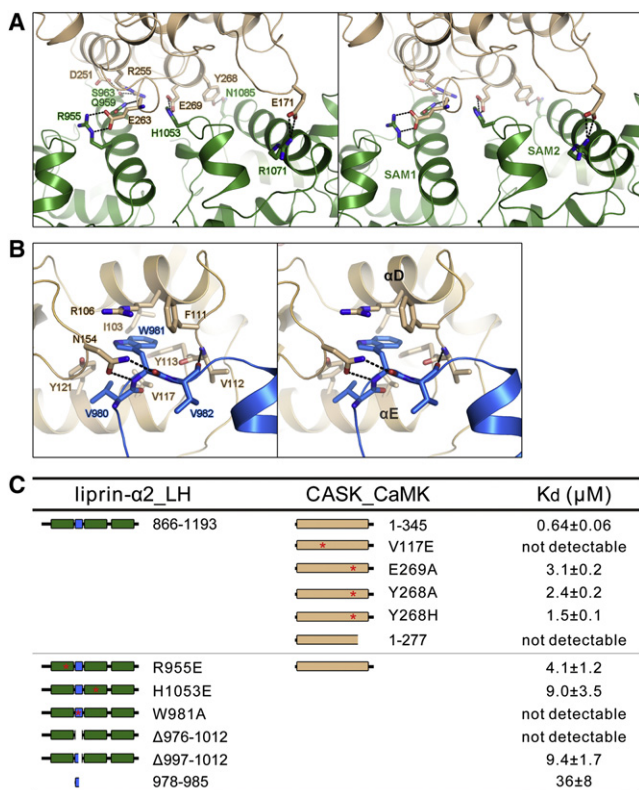 A
D251
R255
S963
Q959
R955
E263
E269
H1053
Y268
N1085
E171
R1071
SAM1
SAM2
B
R106
I103
F111
N154
W981
Y113
Y121
V117
V112
V980
V982
αD
αE
C
liprin-α2_LH CASK_CaMK Kd (µM)
866-1193 1-345 0.64±0.06
V117E not detectable
E269A 3.1±0.2
Y268A 2.4±0.2
Y268H 1.5±0.1
1-277 not detectable
R955E 4.1±1.2
H1053E 9.0±3.5
W981A not detectable
Δ976-1012 not detectable
Δ997-1012 9.4±1.7
978-985 36±8